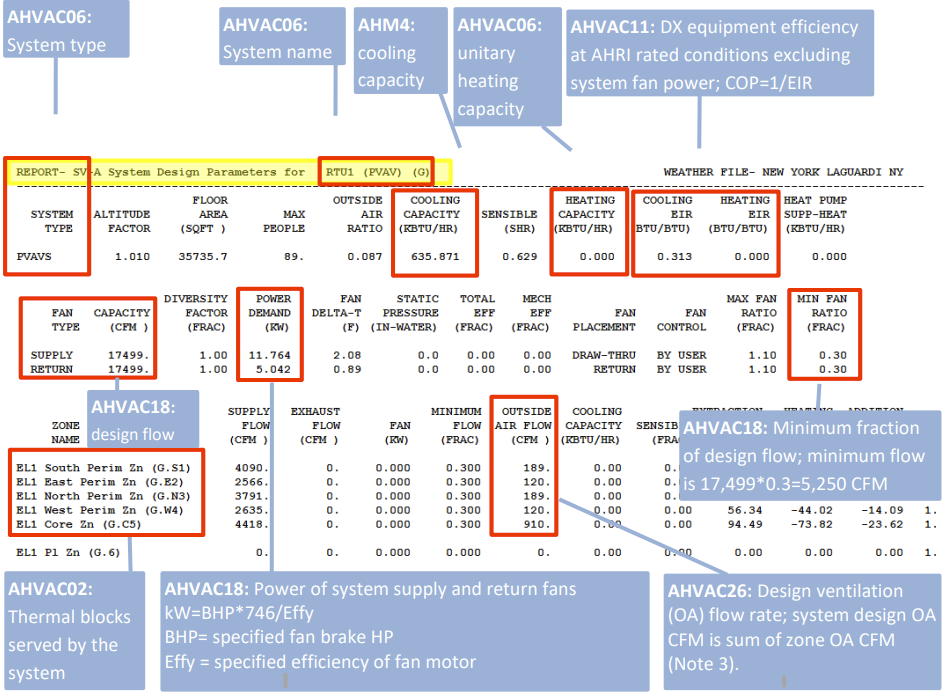 AHVAC06:
System type
AHVAC06:
System name
AHM4:
cooling
capacity
AHVAC06:
unitary
heating
capacity
AHVAC11: DX equipment efficiency
at AHRI rated conditions excluding
system fan power; COP=1/EIR
REPORT- SV-A System Design Parameters for RTU1 (PVAV) (G) WEATHER FILE- NEW YORK LAGUARDI NY
FLOOR OUTSIDE COOLING HEATING COOLING HEATING HEAT PUMP
SYSTEM ALTITUDE AREA MAX AIR CAPACITY SENSIBLE CAPACITY EIR EIR SUPP-HEAT
TYPE FACTOR (SQFT ) PEOPLE RATIO (KBTU/HR) (SHR) (KBTU/HR) BTU/BTU) (BTU/BTU) (KBTU/HR)
PVAVS 1.010 35735.7 89. 0.087 635.871 0.629 0.000 0.313 0.000 0.000
DIVERSITY POWER FAN STATIC TOTAL MECH MAX FAN MIN FAN
FAN CAPACITY FACTOR DEMAND DELTA-T PRESSURE EFF EFF FAN FAN RATIO RATIO
TYPE (CFM ) (FRAC) (KW) (F) (IN-WATER) (FRAC) (FRAC) PLACEMENT CONTROL (FRAC) (FRAC)
SUPPLY 17499. 1.00 11.764 2.08 0.0 0.00 0.00 DRAW-THRU BY USER 1.10 0.30
RETURN 17499. 1.00 5.042 0.89 0.0 0.00 0.00 RETURN BY USER 1.10 0.30
AHVAC18:
design flow
SUPPLY EXHAUST MINIMUM OUTSIDE COOLING
ZONE FLOW FLOW FAN FLOW AIR FLOW CAPACITY
NAME (CFM ) (CFM ) (KW) (FRAC) (CFM ) (KBTU/HR)
AHVAC18: Minimum fraction
of design flow; minimum flow
is 17,499*0.3=5,250 CFM
EL1 South Perim Zn (G.S1) 4090. 0. 0.000 0.300 189. 0.00
EL1 East Perim Zn (G.E2) 2566. 0. 0.000 0.300 120. 0.00
EL1 North Perim Zn (G.N3) 3791. 0. 0.000 0.300 189. 0.00
EL1 West Perim Zn (G.W4) 2635. 0. 0.000 0.300 120. 0.00 0.00 56.34 -44.02 -14.09 1.
EL1 Core Zn (G.C5) 4418. 0. 0.000 0.300 910. 0.00 0.00 94.49 -73.82 -23.62 1.
EL1 Pl Zn (G.6) 0. 0. 0.000 0.000 0. 0.00 0.00 0.00 0.00 0.00 1.
AHVAC02:
Thermal blocks
served by the
system
AHVAC18: Power of system supply and return fans
kW=BHP*746/Effy
BHP= specified fan brake HP
Effy = specified efficiency of fan motor
AHVAC26: Design ventilation
(OA) flow rate; system design OA
CFM is sum of zone OA CFM
(Note 3).